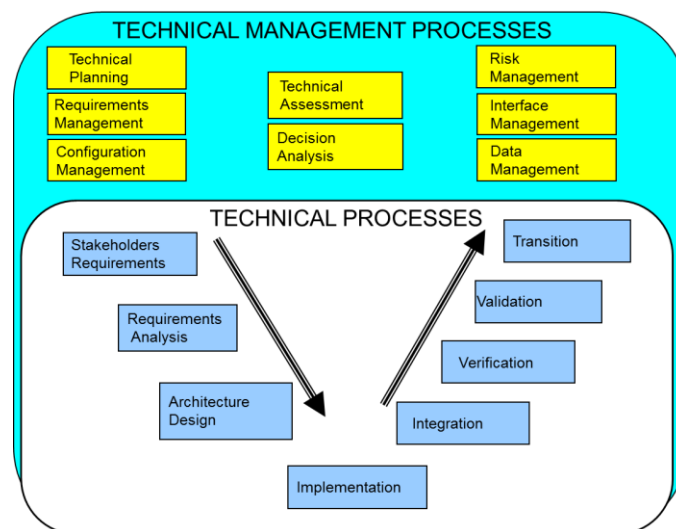 TECHNICAL MANAGEMENT PROCESSES
Technical
Planning
Requirements
Management
Configuration
Management
Technical
Assessment
Decision
Analysis
Risk
Management
Interface
Management
Data
Management
TECHNICAL PROCESSES
Stakeholders
Requirements
Requirements
Analysis
Architecture
Design
Implementation
Integration
Verification
Validation
Transition